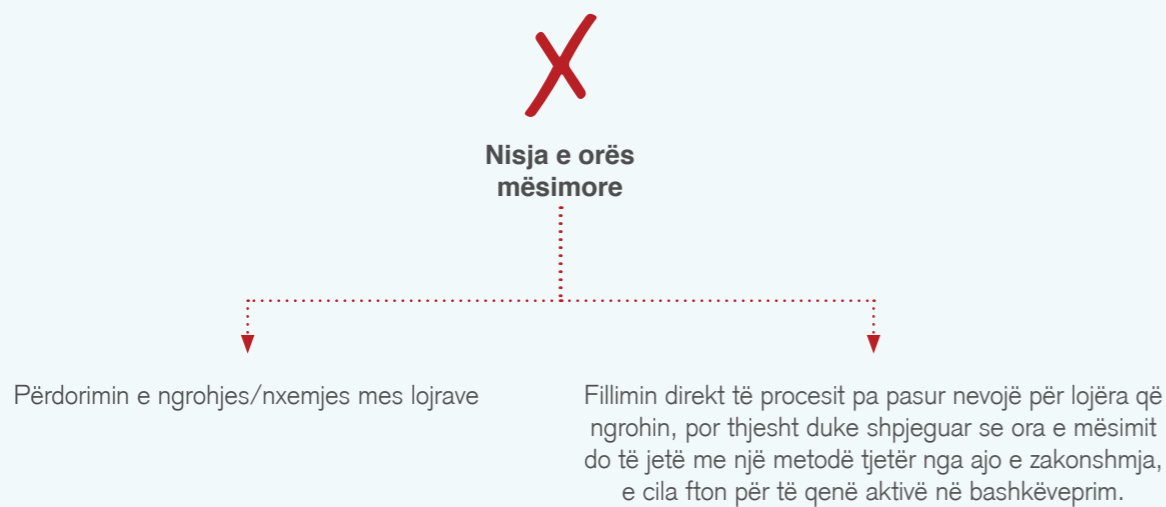 Nisja e orës
mësimore
Përdorimin e ngrohjes/nxemjes mes lojrave
Fillimin direkt të procesit pa pasur nevojë për lojëra që
ngrohin, por thjesht duke shpjeguar se ora e mësimit
do të jetë me një metodë tjetër nga ajo e zakonshmja,
e cila fton për të qenë aktivë në bashkëveprim.